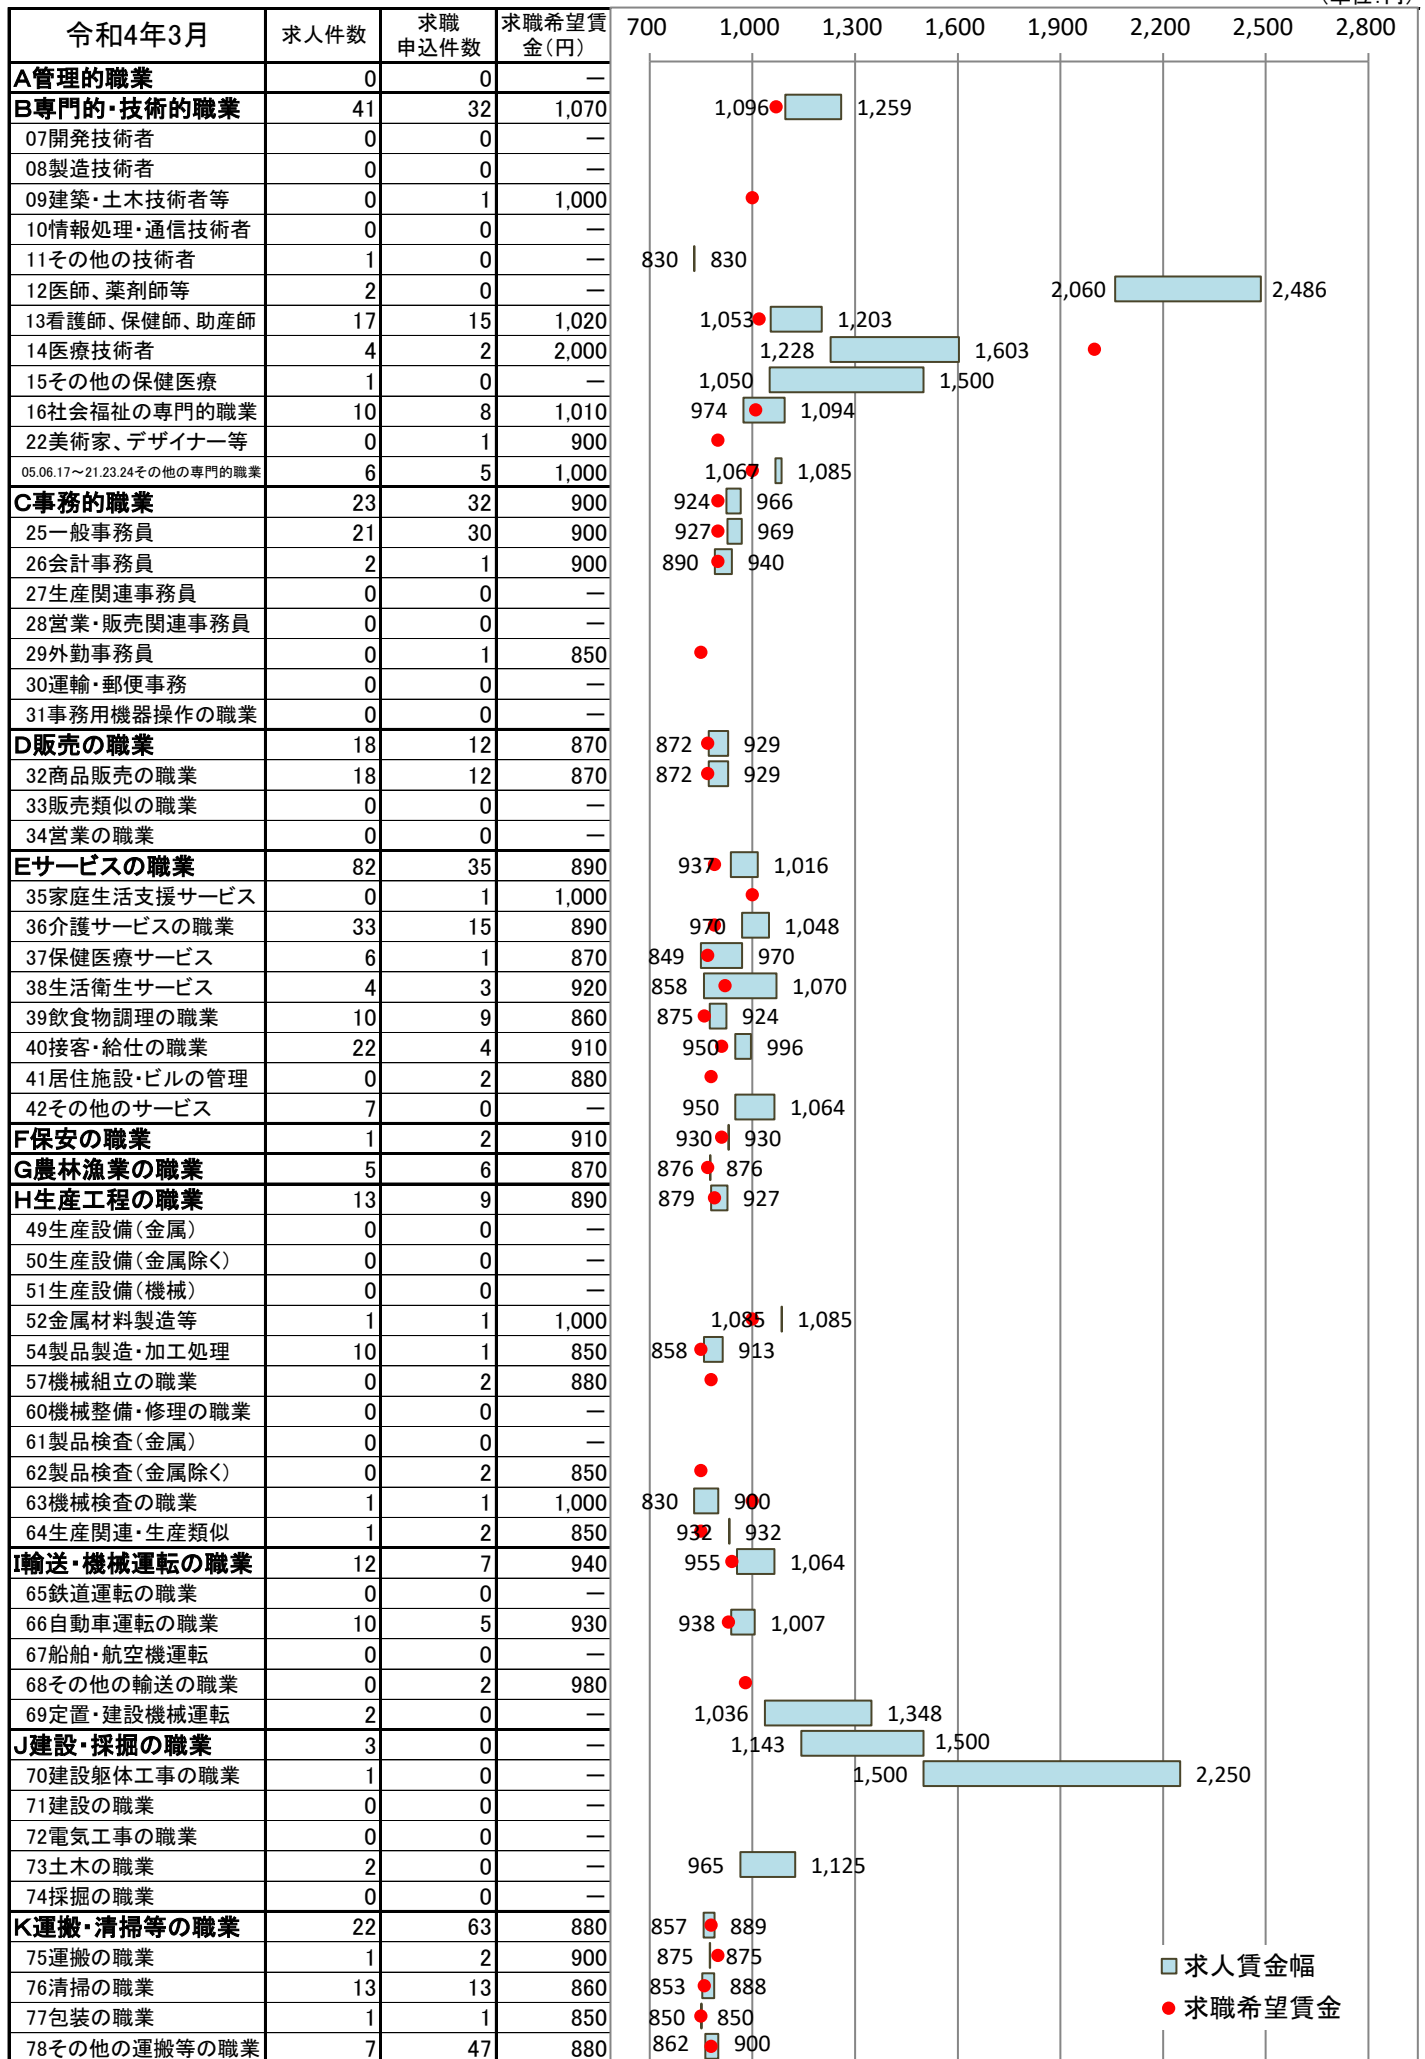 令和4年3月 求人件数 求職申込件数 求職希望賃金(円) 700 1,000 1,300 1,600 1,900 2,200 2,500 2,800
A管理的職業 0 0 ―
B専門的・技術的職業 41 32 1,070 1,096 1,259
07開発技術者 0 0 ―
08製造技術者 0 0 ―
09建築・土木技術者等 0 1 1,000
10情報処理・通信技術者 0 0 ―
11その他の技術者 1 0 ― 830 830
12医師、薬剤師等 2 0 ― 2,060 2,486
13看護師、保健師、助産師 17 15 1,020 1,053 1,203
14医療技術者 4 2 2,000 1,228 1,603
15その他の保健医療 1 0 ― 1,050 1,500
16社会福祉の専門的職業 10 8 1,010 974 1,094
22美術家、デザイナー等 0 1 900
05.06.17～21.23.24その他の専門的職業 6 5 1,000 1,067 1,085
C事務的職業 23 32 900 924 966
25一般事務員 21 30 900 927 969
26会計事務員 2 1 900 890 940
27生産関連事務員 0 0 ―
28営業・販売関連事務員 0 0 ―
29外勤事務員 0 1 850
30運輸・郵便事務 0 0 ―
31事務用機器操作の職業 0 0 ―
D販売の職業 18 12 870 872 929
32商品販売の職業 18 12 870 872 929
33販売類似の職業 0 0 ―
34営業の職業 0 0 ―
Eサービスの職業 82 35 890 937 1,016
35家庭生活支援サービス 0 1 1,000
36介護サービスの職業 33 15 890 970 1,048
37保健医療サービス 6 1 870 849 970
38生活衛生サービス 4 3 920 858 1,070
39飲食物調理の職業 10 9 860 875 924
40接客・給仕の職業 22 4 910 950 996
41居住施設・ビルの管理 0 2 880
42その他のサービス 7 0 ― 950 1,064
F保安の職業 1 2 910 930 930
G農林漁業の職業 5 6 870 876 876
H生産工程の職業 13 9 890 879 927
49生産設備(金属) 0 0 ―
50生産設備(金属除く) 0 0 ―
51生産設備(機械) 0 0 ―
52金属材料製造等 1 1 1,000 1,085 1,085
54製品製造・加工処理 10 1 850 858 913
57機械組立の職業 0 2 880
60機械整備・修理の職業 0 0 ―
61製品検査(金属) 0 0 ―
62製品検査(金属除く) 0 2 850
63機械検査の職業 1 1 1,000 830 900
64生産関連・生産類似 1 2 850 932 932
I輸送・機械運転の職業 12 7 940 955 1,064
65鉄道運転の職業 0 0 ―
66自動車運転の職業 10 5 930 938 1,007
67船舶・航空機運転 0 0 ―
68その他の輸送の職業 0 2 980
69定置・建設機械運転 2 0 ― 1,036 1,348
J建設・採掘の職業 3 0 ― 1,143 1,500
70建設躯体工事の職業 1 0 ― 1,500 2,250
71建設の職業 0 0 ―
72電気工事の職業 0 0 ―
73土木の職業 2 0 ― 965 1,125
74採掘の職業 0 0 ―
K運搬・清掃等の職業 22 63 880 857 889
75運搬の職業 1 2 900 875 875
76清掃の職業 13 13 860 853 888
77包装の職業 1 1 850 850 850
78その他の運搬等の職業 7 47 880 862 900
求人賃金幅
求職希望賃金